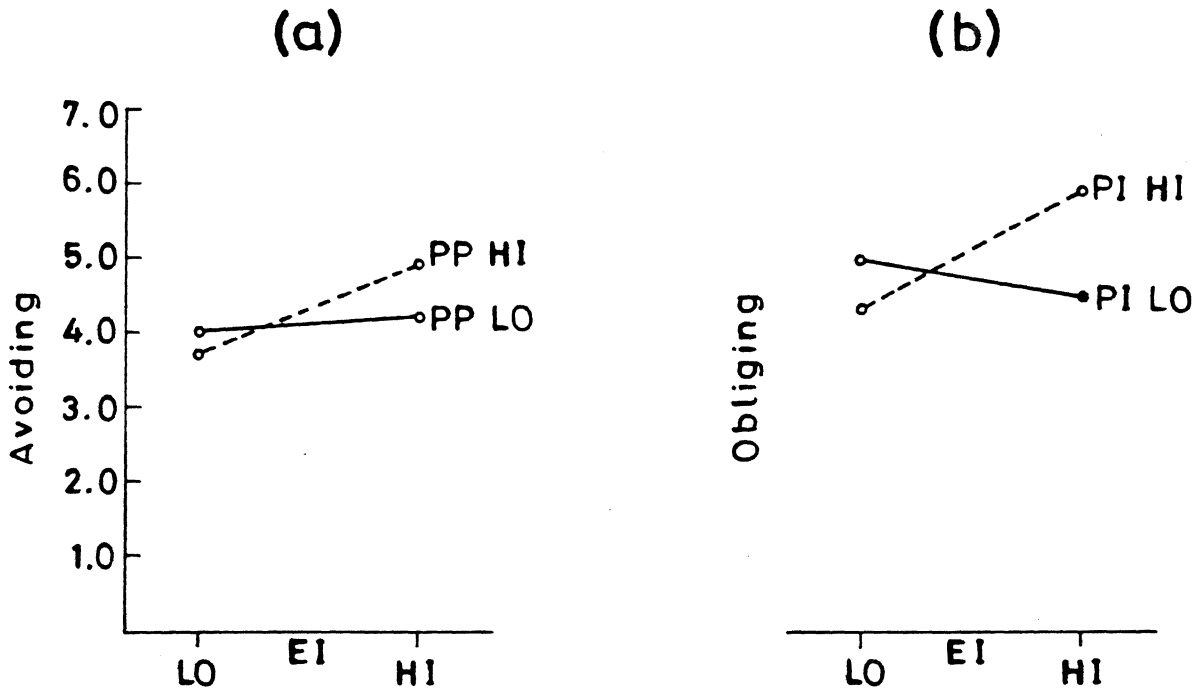 (a)
Avoiding
7.0
6.0
5.0
4.0
3.0
2.0
1.0
PP HI
PP LO
LO
EI
HI
(b)
Obliging
PI HI
PI LO
LO
EI
HI